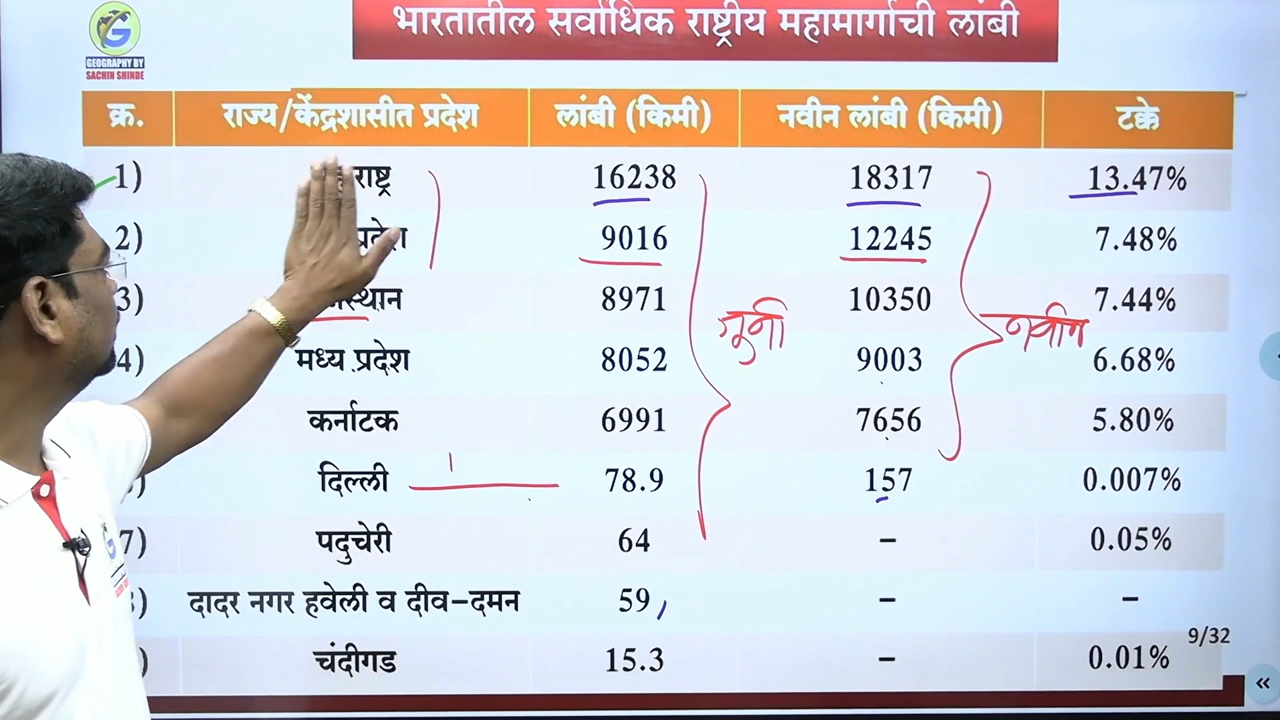 भारतातील सर्वाधिक राष्ट्रीय महामार्गाची लांबी
GEOGRAPHY BY
SACHIN SHINDE
क्र. राज्य/केंद्रशासीत प्रदेश लांबी (किमी) नवीन लांबी (किमी) टक्के
1) 16238 18317 13.47%
2) प्रदेश 9016 12245 7.48%
3) 8971 10350 7.44%
4) मध्य प्रदेश 8052 9003 6.68%
कर्नाटक 6991 7656 5.80%
दिल्ली 78.9 157 0.007%
7) पदुचेरी 64 – 0.05%
दादर नगर हवेली व दीव-दमन 59 – –
चंदीगड 15.3 – 0.01%
जुनी
नवीन
9/32